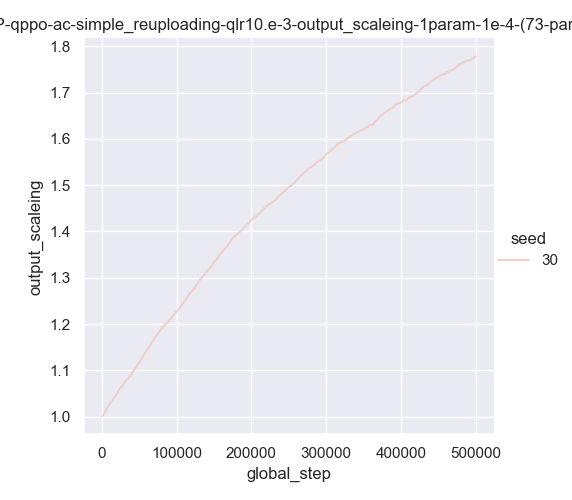 P-qppo-ac-simple_reuploading-qlr10.e-3-output_scaleing-1param-1e-4-(73-par
1.8
1.7
1.6
1.5
1.4
1.3
1.2
1.1
1.0
output_scaleing
0 100000 200000 300000 400000 500000
global_step
seed
30